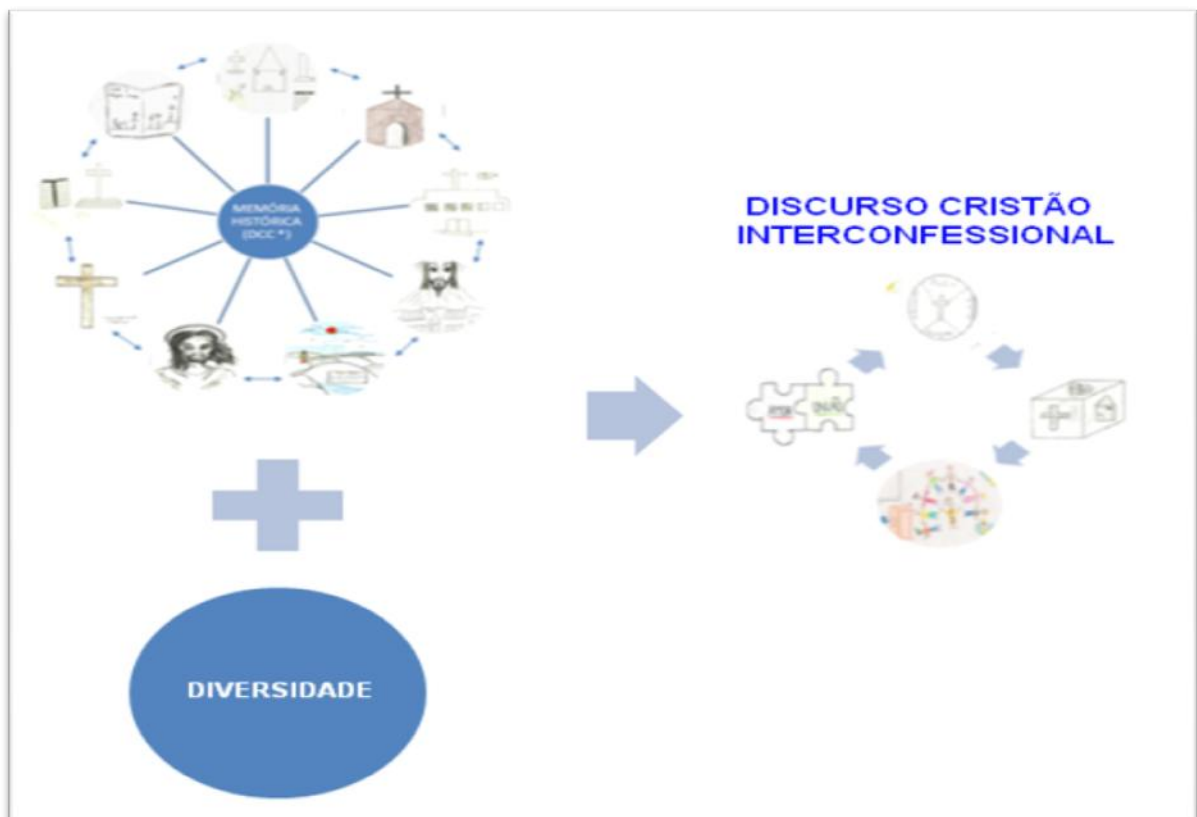 MEMÓRIA
HISTÓRICA
(DCC *)
DISCURSO CRISTÃO
INTERCONFESSIONAL
DIVERSIDADE